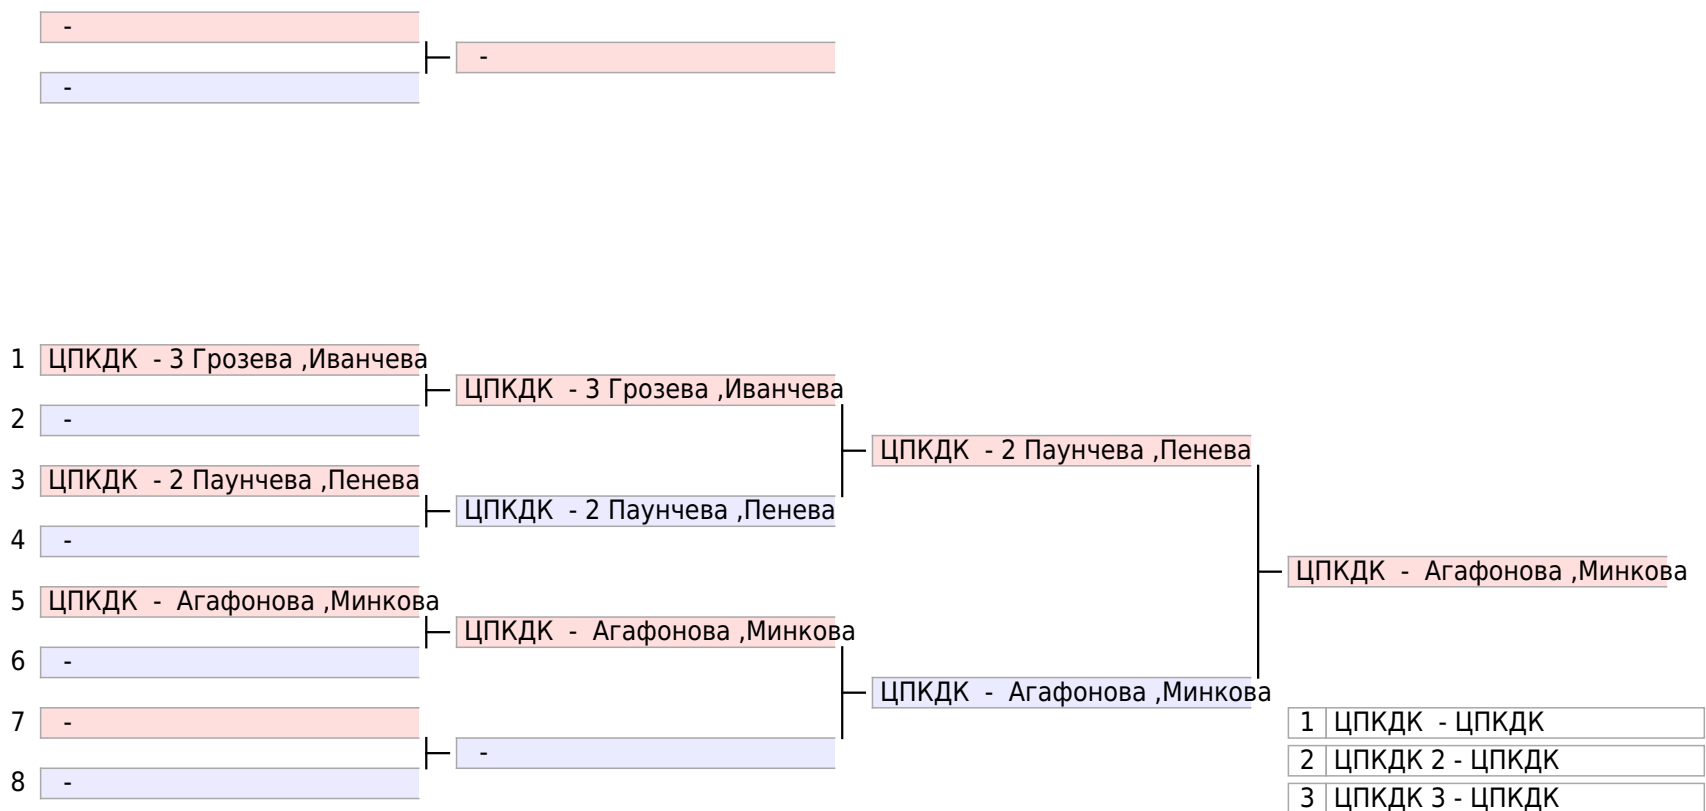 -
-
-
1 ЦПКДК - 3 Грозева ,Иванчева
ЦПКДК - 3 Грозева ,Иванчева
2 -
ЦПКДК - 2 Паунчева ,Пенева
3 ЦПКДК - 2 Паунчева ,Пенева
ЦПКДК - 2 Паунчева ,Пенева
4 -
ЦПКДК - Агафонова ,Минкова
5 ЦПКДК - Агафонова ,Минкова
ЦПКДК - Агафонова ,Минкова
6 -
ЦПКДК - Агафонова ,Минкова
7 -
1 ЦПКДК - ЦПКДК
-
2 ЦПКДК 2 - ЦПКДК
8 -
3 ЦПКДК 3 - ЦПКДК